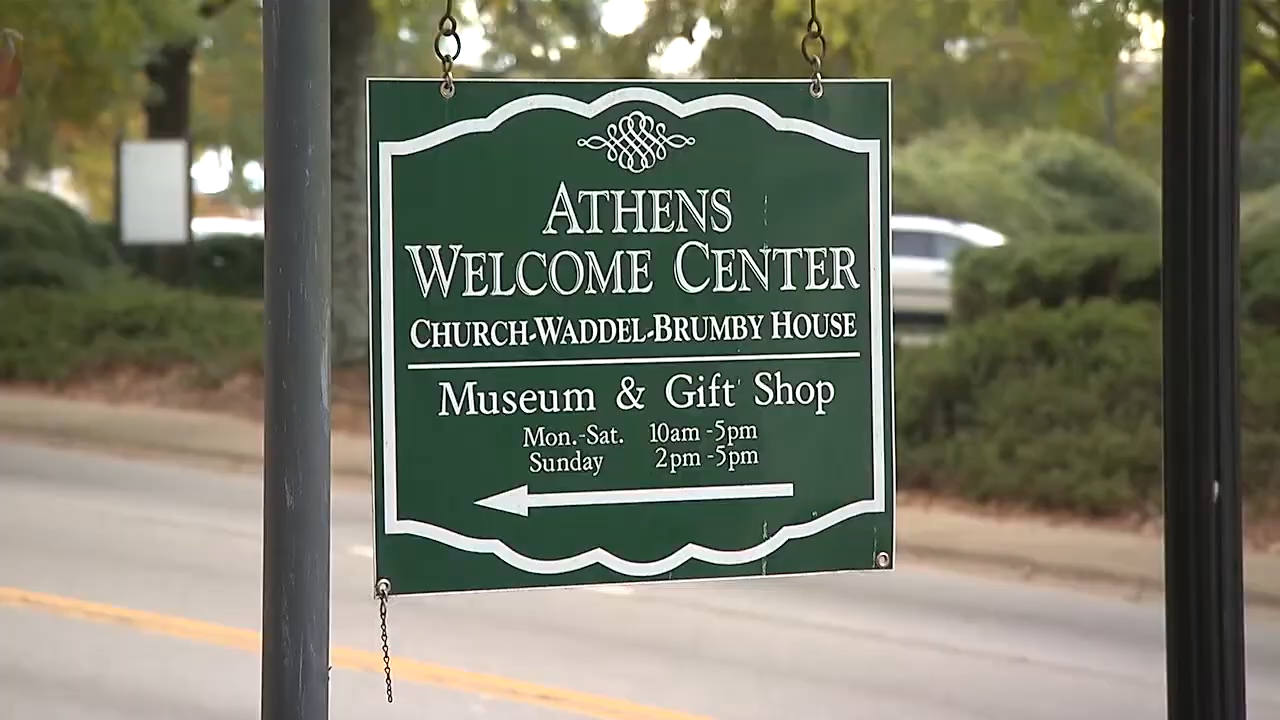 ATHENS
WELCOME CENTER
CHURCH-WADDEL-BRUMBY HOUSE
Museum & Gift Shop
Mon.-Sat. 10am -5pm
Sunday 2pm -5pm